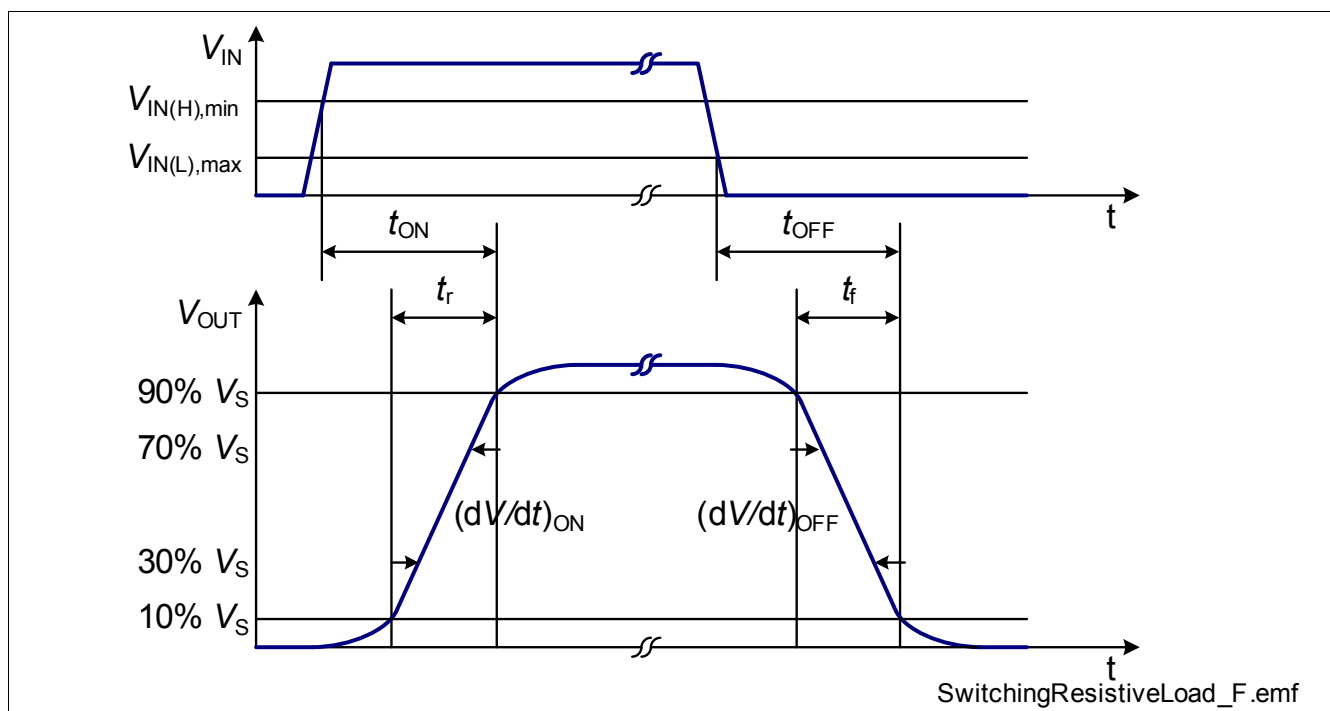 VIN
VIN(H),min
VIN(L),max
t
tON
tOFF
tr
tf
VOUT
90% VS
70% VS
(dV/dt)ON
(dV/dt)OFF
30% VS
10% VS
t
SwitchingResistiveLoad_F.emf